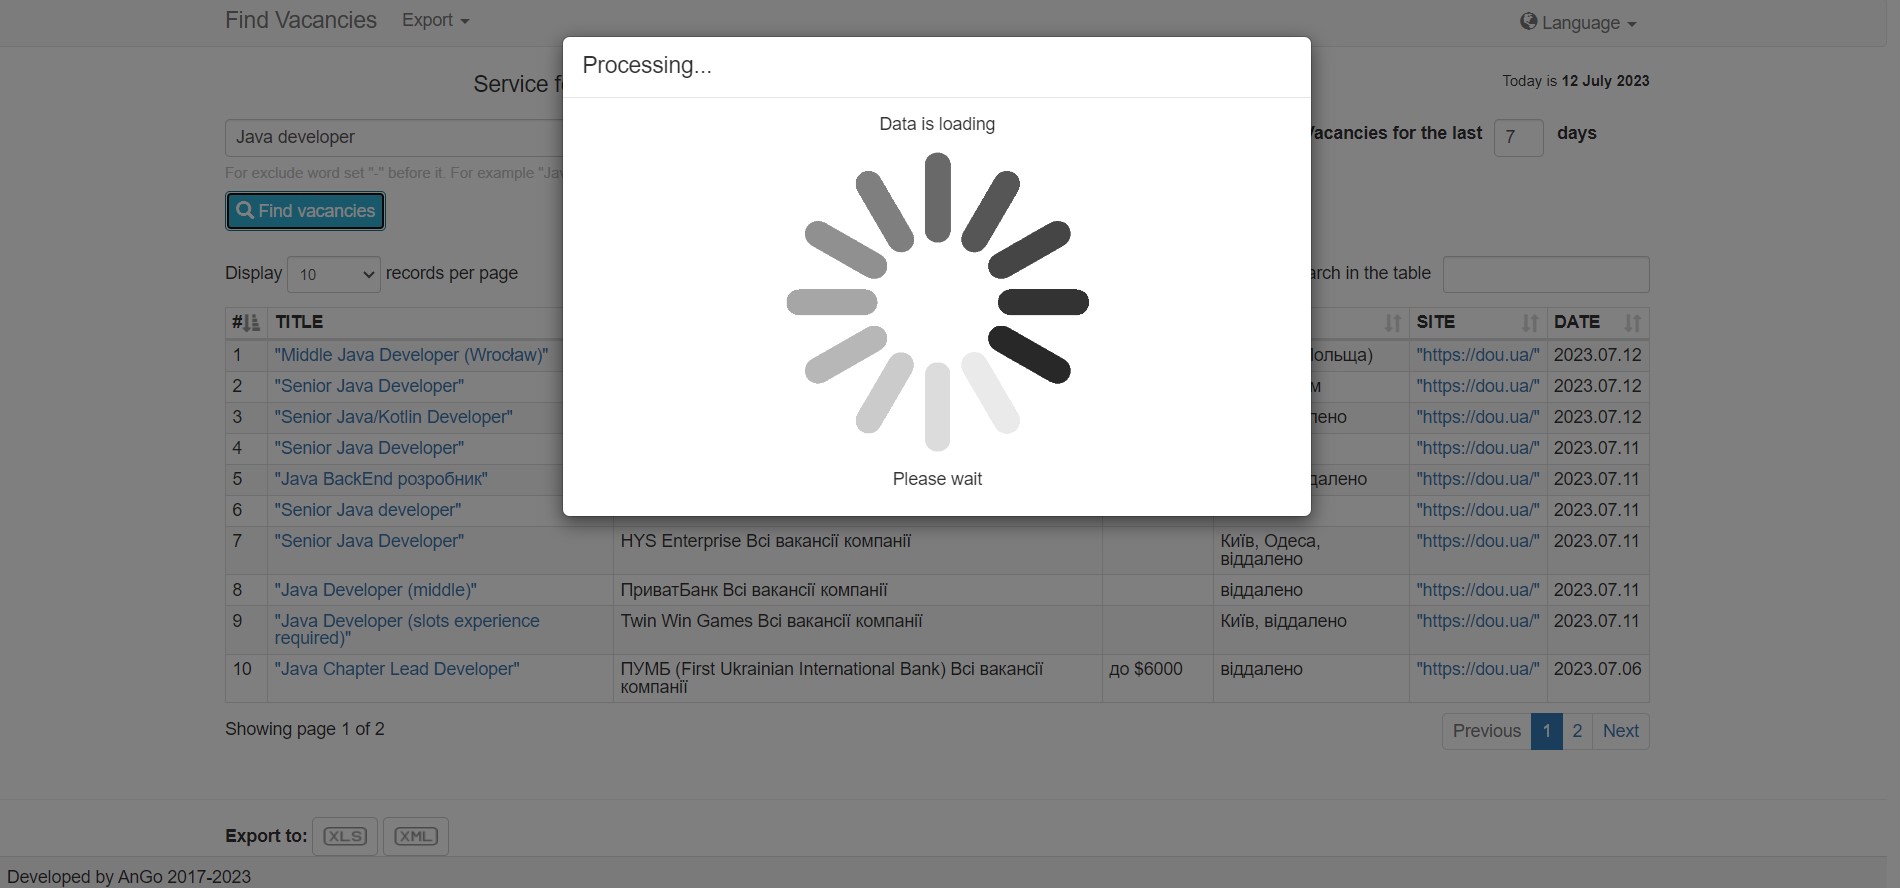 Find Vacancies Export Language
Processing...
Service
Today is 12 July 2023
Data is loading
Java developer
for the last 7 days
For exclude word set "-" before it. For example
Find vacancies
Display 10 records per page
in the table
# TITLE SITE DATE
1 "Middle Java Developer (Wrocław)" "https://dou.ua/" 2023.07.12
2 "Senior Java Developer" "https://dou.ua/" 2023.07.12
3 "Senior Java/Kotlin Developer" "https://dou.ua/" 2023.07.12
4 "Senior Java Developer" "https://dou.ua/" 2023.07.11
5 "Java BackEnd розробник" "https://dou.ua/" 2023.07.11
Please wait
6 "Senior Java developer" "https://dou.ua/" 2023.07.11
7 "Senior Java Developer" HYS Enterprise Всі вакансії компанії Київ, Одеса, "https://dou.ua/" 2023.07.11
віддалено
8 "Java Developer (middle)" ПриватБанк Всі вакансії компанії віддалено "https://dou.ua/" 2023.07.11
9 "Java Developer (slots experience Twin Win Games Всі вакансії компанії Київ, віддалено "https://dou.ua/" 2023.07.11
required)"
10 "Java Chapter Lead Developer" ПУМБ (First Ukrainian International Bank) Всі вакансії до $6000 віддалено "https://dou.ua/" 2023.07.06
компанії
Showing page 1 of 2
Previous 1 2 Next
Export to: XLS XML
Developed by AnGo 2017-2023